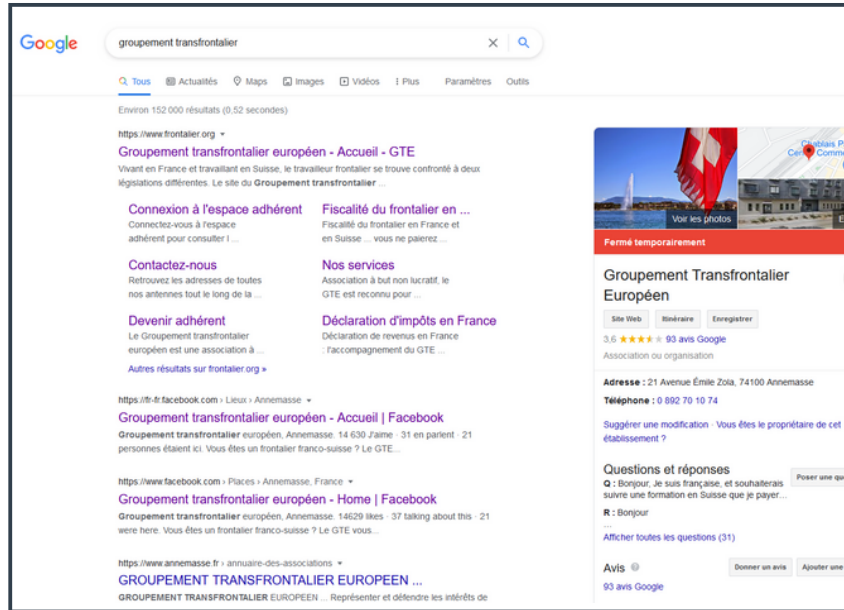 Google
groupement transfrontalier
Tous Actualités Maps Images Vidéos Plus Paramètres Outils
Environ 152 000 résultats (0,52 secondes)
https://www.frontalier.org
Groupement transfrontalier européen - Accueil - GTE
Vivant en France et travaillant en Suisse, le travailleur frontalier se trouve confronté à deux
législations différentes. Le site du Groupement transfrontalier ...
Connexion à l'espace adhérent
Connectez-vous à l'espace
adhérent pour consulter l ...
Fiscalité du frontalier en ...
Fiscalité du frontalier en France et
en Suisse ... vous ne paierez ...
Contactez-nous
Retrouvez les adresses de toutes
nos antennes tout le long de la ...
Nos services
Association à but non lucratif, le
GTE est reconnu pour ...
Devenir adhérent
Le Groupement transfrontalier
européen est une association à ...
Déclaration d'impôts en France
Déclaration de revenus en France
: l'accompagnement du GTE ...
Autres résultats sur frontalier.org »
https://fr-fr.facebook.com › Lieux › Annemasse
Groupement transfrontalier européen - Accueil | Facebook
Groupement transfrontalier européen, Annemasse. 14 630 J'aime · 31 en parlent · 21
personnes étaient ici. Vous êtes un frontalier franco-suisse ? Le GTE...
https://www.facebook.com › Places › Annemasse, France
Groupement transfrontalier européen - Home | Facebook
Groupement transfrontalier européen, Annemasse. 14629 likes · 37 talking about this · 21
were here. Vous êtes un frontalier franco-suisse ? Le GTE vous...
https://www.annemasse.fr › annuaire-des-associations
GROUPEMENT TRANSFRONTALIER EUROPEEN ...
GROUPEMENT TRANSFRONTALIER EUROPEEN ... Représenter et défendre les intérêts de
Chablais P
Comm
Voir les photos
Fermé temporairement
Groupement Transfrontalier
Européen
Site Web Itinéraire Enregistrer
3,6 93 avis Google
Association ou organisation
Adresse : 21 Avenue Émile Zola, 74100 Annemasse
Téléphone : 0 892 70 10 74
Suggérer une modification · Vous êtes le propriétaire de cet
établissement ?
Questions et réponses
Poser une que
Q : Bonjour, Je suis française, et souhaiterais
suivre une formation en Suisse que je payer...
R : Bonjour
...
Afficher toutes les questions (31)
Avis
Donner un avis Ajouter une
93 avis Google